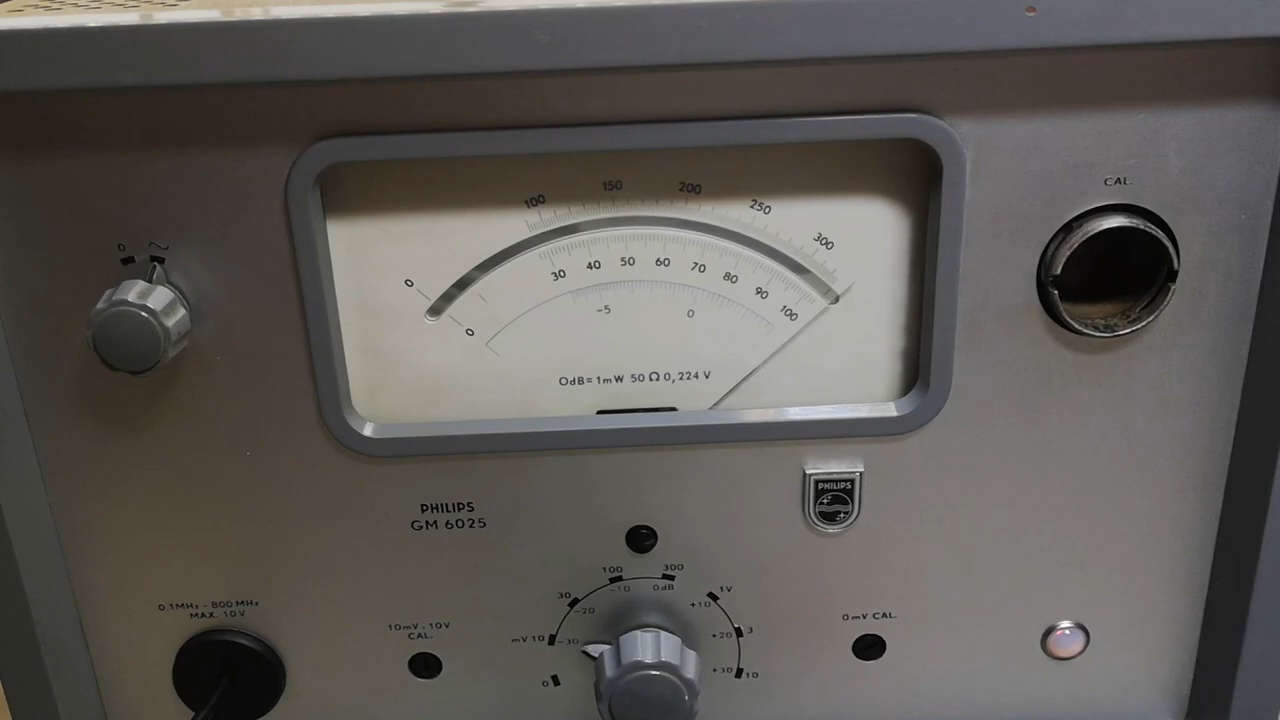 CAL.
0
100 150 200 250 300
0
30 40 50 60 70 80 90 100
0
-5 0
0dB=1mW 50 Ω 0,224 V
PHILIPS
PHILIPS
GM 6025
0.1MHz - 800 MHz
MAX. 10V
10mV - 10V
CAL.
0
mV 10 30 100 300 1V 3 10
-30 -20 -10 0dB +10 +20 +30
0mV CAL.
0